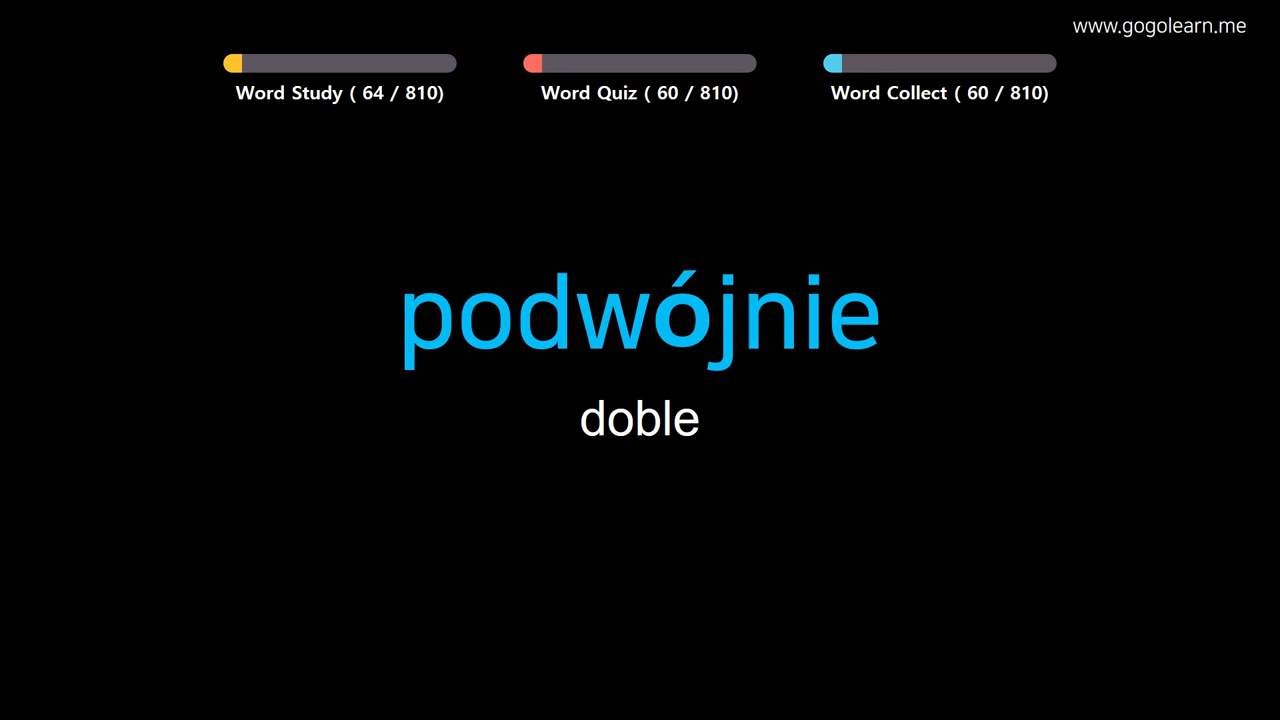 www.gogolearn.me
Word Study ( 64 / 810)
Word Quiz ( 60 / 810)
Word Collect ( 60 / 810)
podwójnie
doble